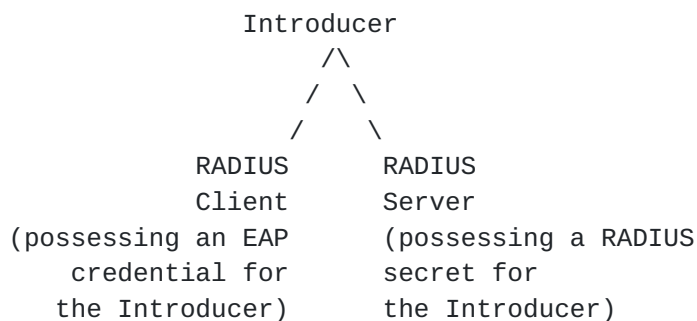 Introducer
/\
/ \
/ \
RADIUS RADIUS
Client Server
(possessing an EAP (possessing a RADIUS
credential for secret for
the Introducer) the Introducer)